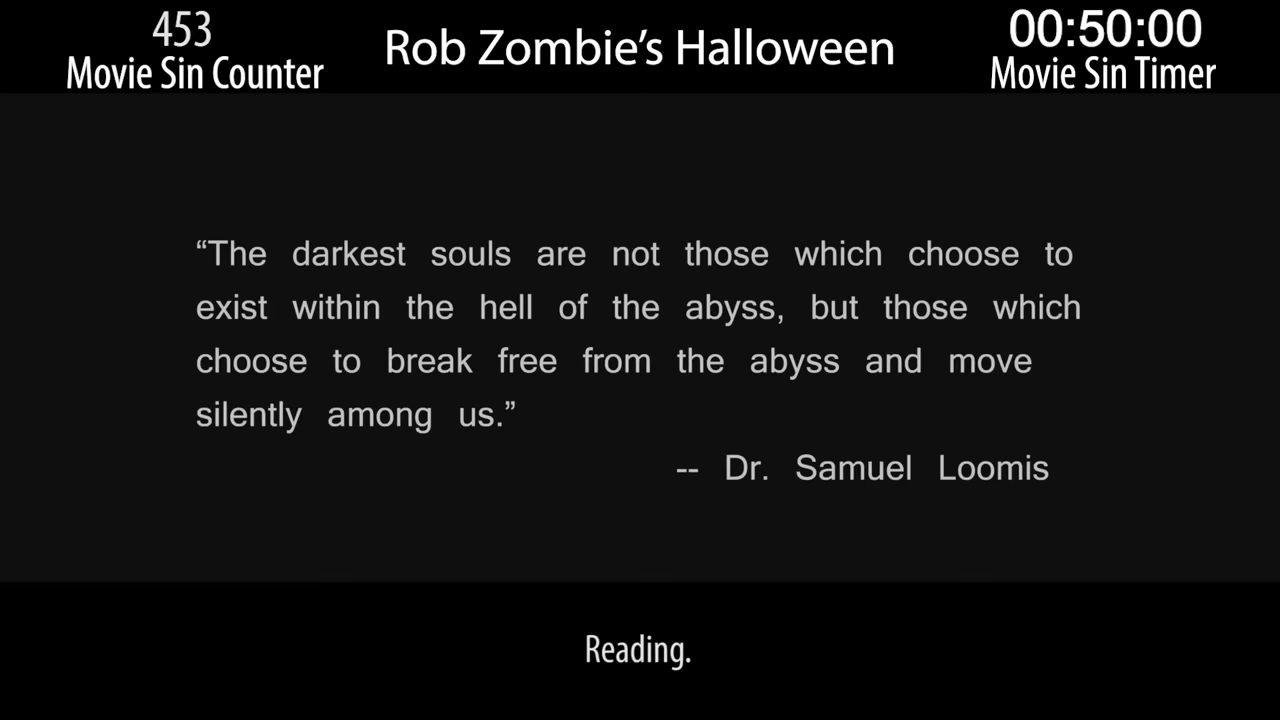 453
Movie Sin Counter
Rob Zombie’s Halloween
00:50:00
Movie Sin Timer
“The darkest souls are not those which choose to
exist within the hell of the abyss, but those which
choose to break free from the abyss and move
silently among us.”
-- Dr. Samuel Loomis
Reading.